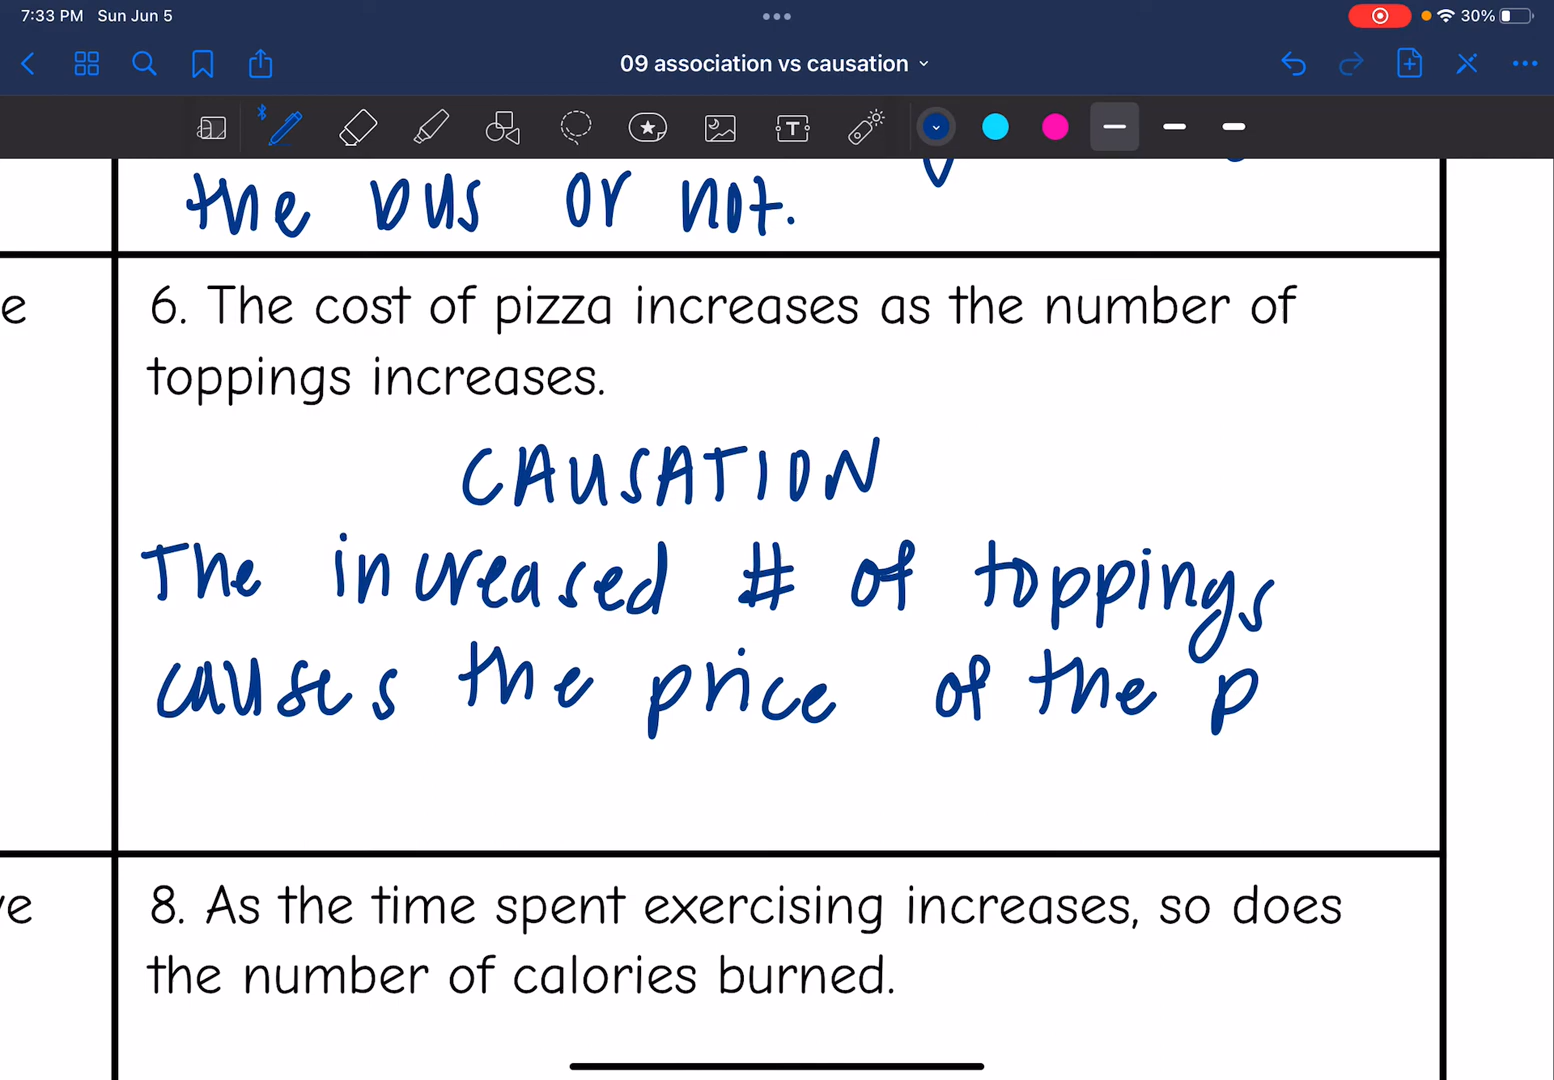 7:33 PM Sun Jun 5
30%
09 association vs causation
T
the bus or not.
e
6. The cost of pizza increases as the number of
toppings increases.
CAUSATION
The increased # of toppings
causes the price of the p
ve
8. As the time spent exercising increases, so does
the number of calories burned.